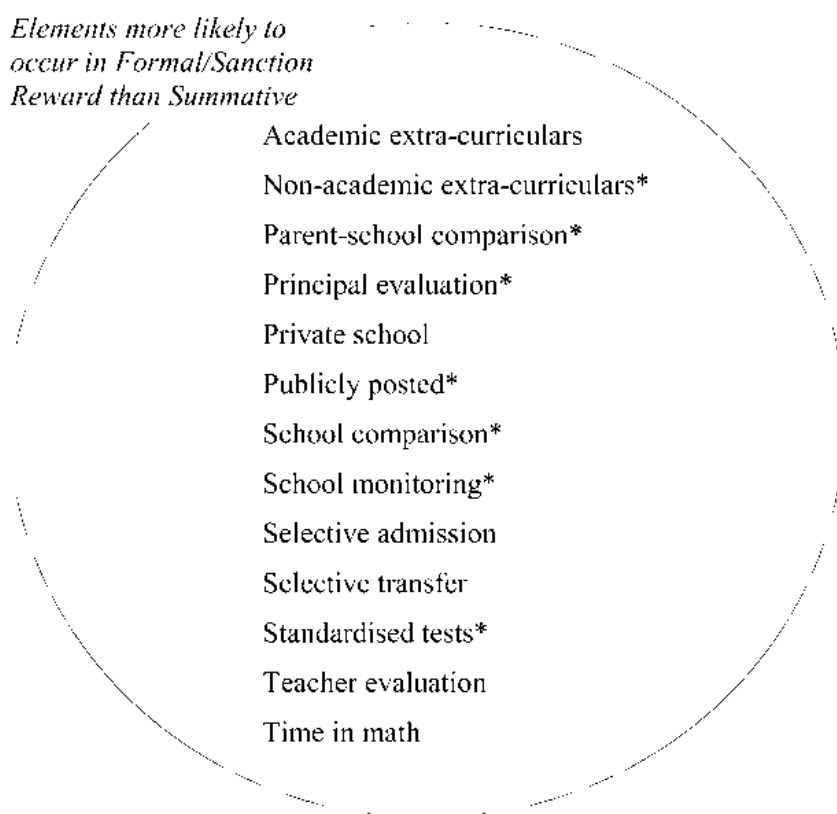 Elements more likely to
occur in Formal/Sanction
Reward than Summative
Academic extra-curriculars
Non-academic extra-curriculars*
Parent-school comparison*
Principal evaluation*
Private school
Publicly posted*
School comparison*
School monitoring*
Selective admission
Selective transfer
Standardised tests*
Teacher evaluation
Time in math